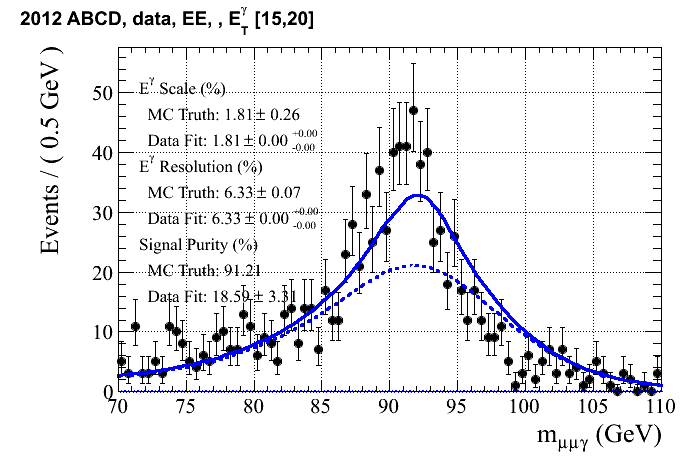 2012 ABCD, data, EE, , E_T^γ [15,20]
Events / ( 0.5 GeV )
50
40
30
20
10
0
E^γ Scale (%)
MC Truth: 1.81 ± 0.26
Data Fit: 1.81 ± 0.00 +0.00 -0.00
E^γ Resolution (%)
MC Truth: 6.33 ± 0.07
Data Fit: 6.33 ± 0.00 +0.00 -0.00
Signal Purity (%)
MC Truth: 91.21
Data Fit: 18.59 ± 3.31
70 75 80 85 90 95 100 105 110
m_μμγ (GeV)